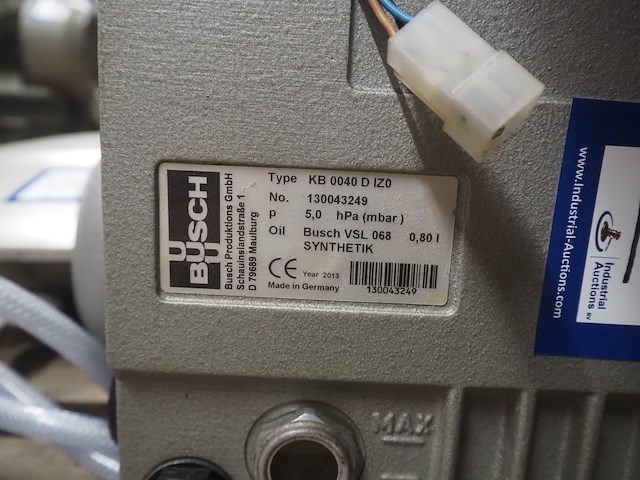 BUSCH
Busch Produktions GmbH
Schauinslandstraße 1
D 79689 Maulburg
Type KB 0040 D IZ0
No. 130043249
p 5,0 hPa (mbar)
Oil Busch VSL 068 0,80 l
SYNTHETIK
CE Year 2013
Made in Germany
130043249
www.Industrial-Auctions.com
Industrial
Auctions BV
MAX